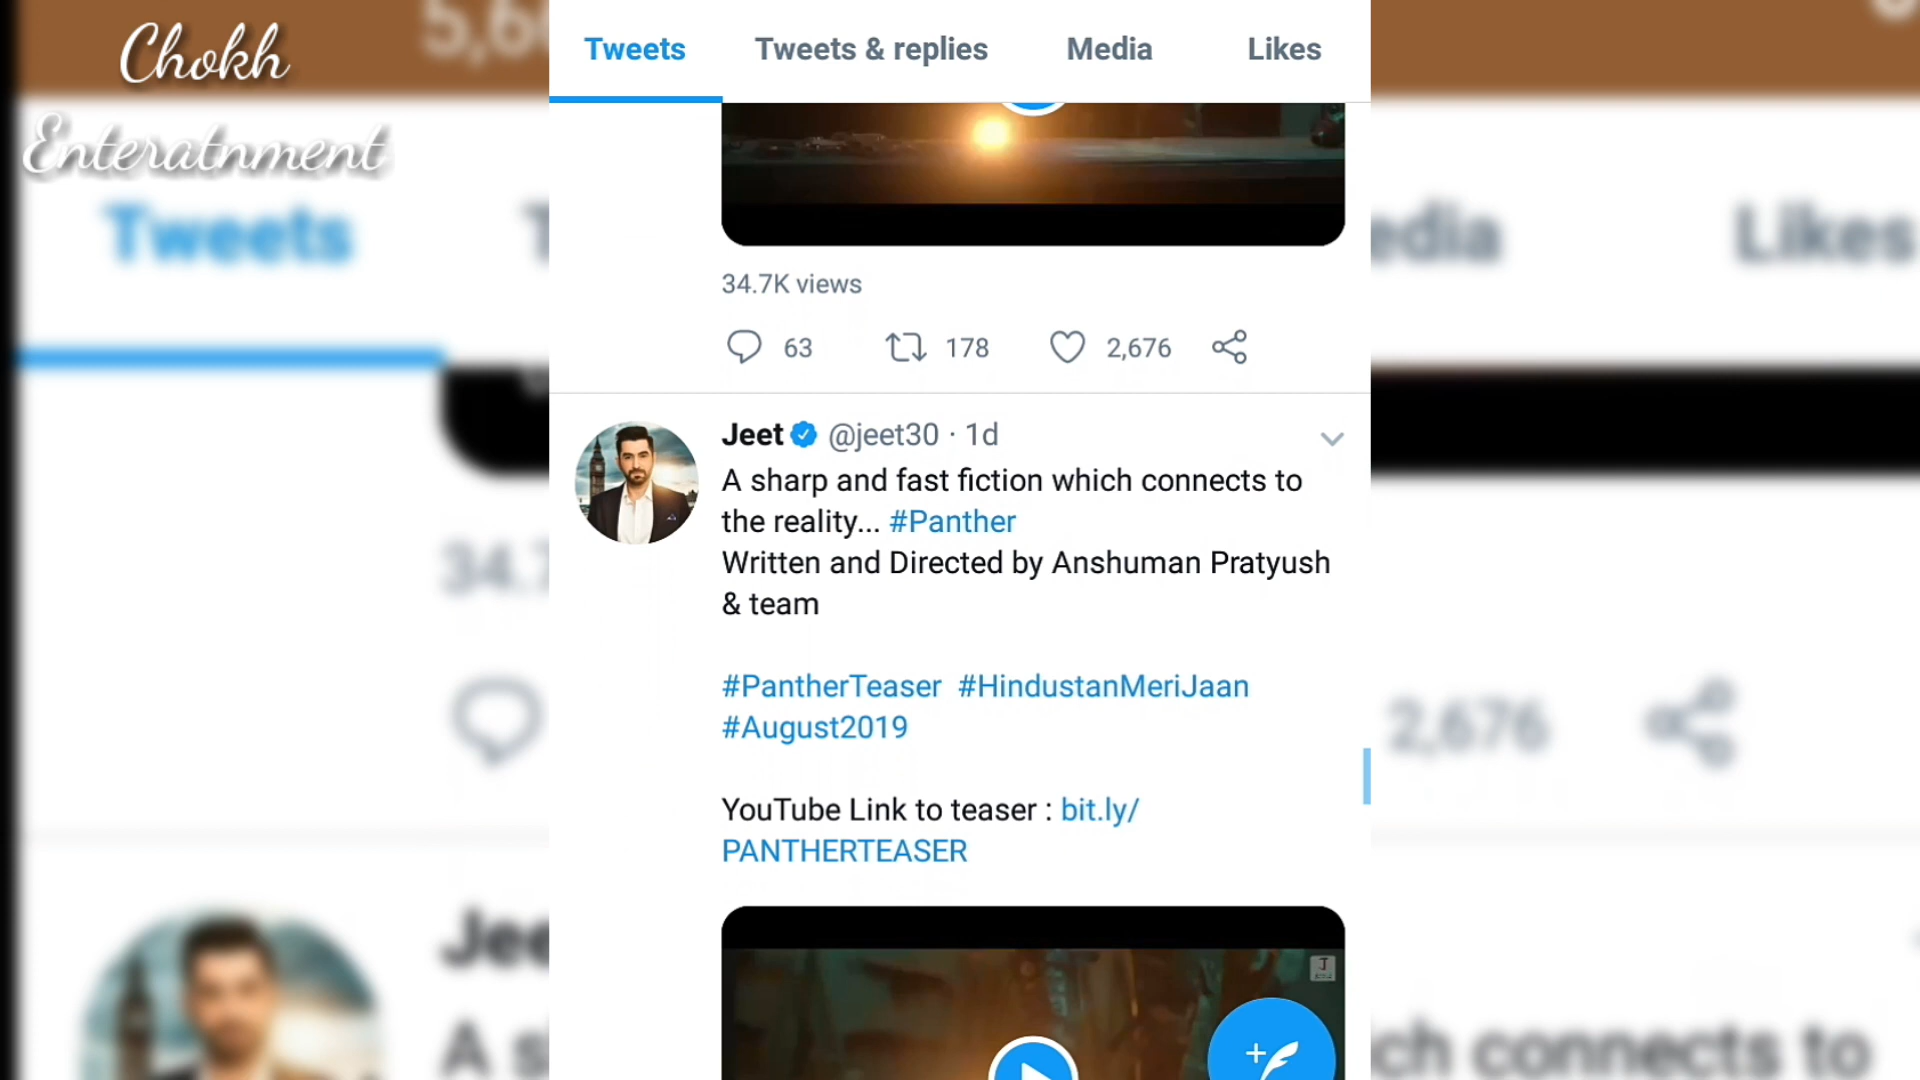 Chokh
Enteratnment
Tweets
Tweets & replies
Media
Likes
34.7K views
63
178
2,676
Jeet @jeet30 · 1d
A sharp and fast fiction which connects to
the reality... #Panther
Written and Directed by Anshuman Pratyush
& team
#PantherTeaser #HindustanMeriJaan
#August2019
YouTube Link to teaser : bit.ly/
PANTHERTEASER